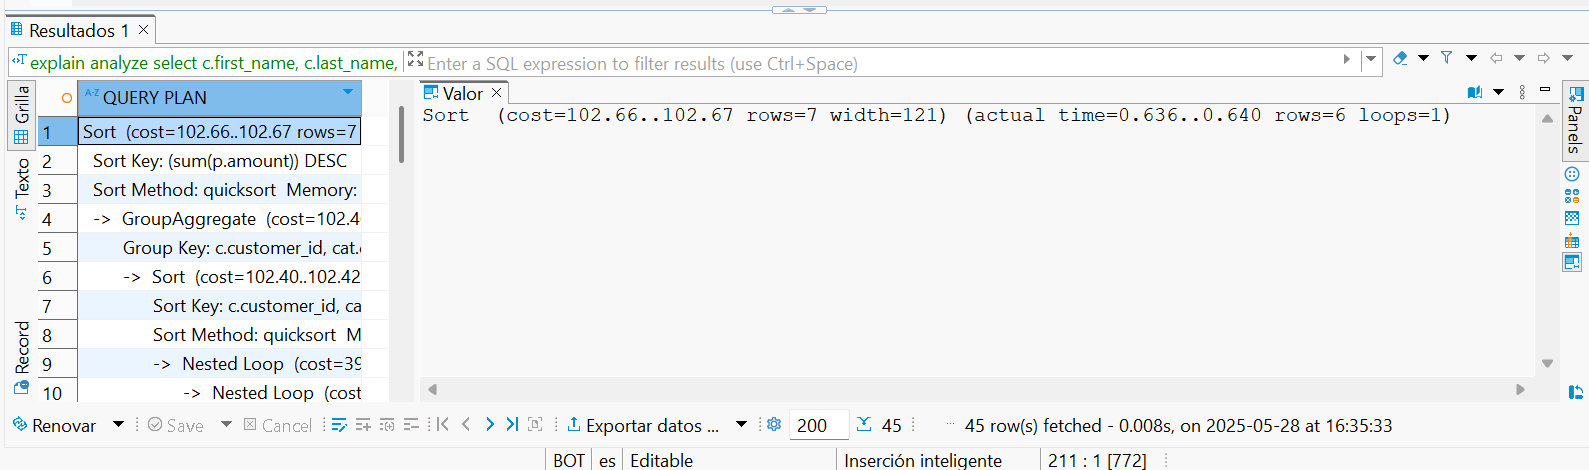 Resultados 1
explain analyze select c.first_name, c.last_name, Enter a SQL expression to filter results (use Ctrl+Space)
Grilla
Texto
Record
A-Z QUERY PLAN
1 Sort (cost=102.66..102.67 rows=7
2 Sort Key: (sum(p.amount)) DESC
3 Sort Method: quicksort Memory:
4 -> GroupAggregate (cost=102.4
5 Group Key: c.customer_id, cat.
6 -> Sort (cost=102.40..102.42
7 Sort Key: c.customer_id, ca
8 Sort Method: quicksort M
9 -> Nested Loop (cost=39
10 -> Nested Loop (cost
Valor
Sort (cost=102.66..102.67 rows=7 width=121) (actual time=0.636..0.640 rows=6 loops=1)
Panels
Renovar Save Cancel Exportar datos ... 200 45 45 row(s) fetched - 0.008s, on 2025-05-28 at 16:35:33
BOT es Editable Inserción inteligente 211 : 1 [772]